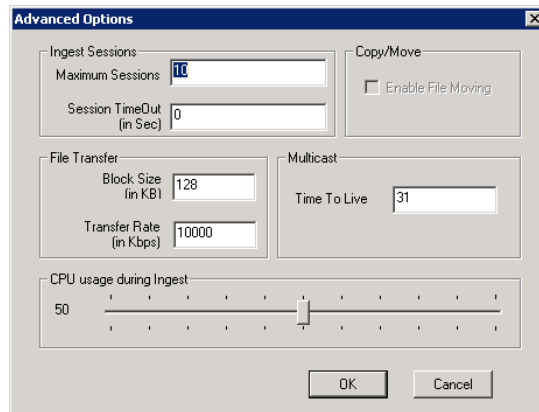 Advanced Options
Ingest Sessions
Maximum Sessions 10
Session TimeOut
(in Sec) 0
Copy/Move
Enable File Moving
File Transfer
Block Size
(in KB) 128
Transfer Rate
(in Kbps) 10000
Multicast
Time To Live 31
CPU usage during Ingest
50
OK Cancel